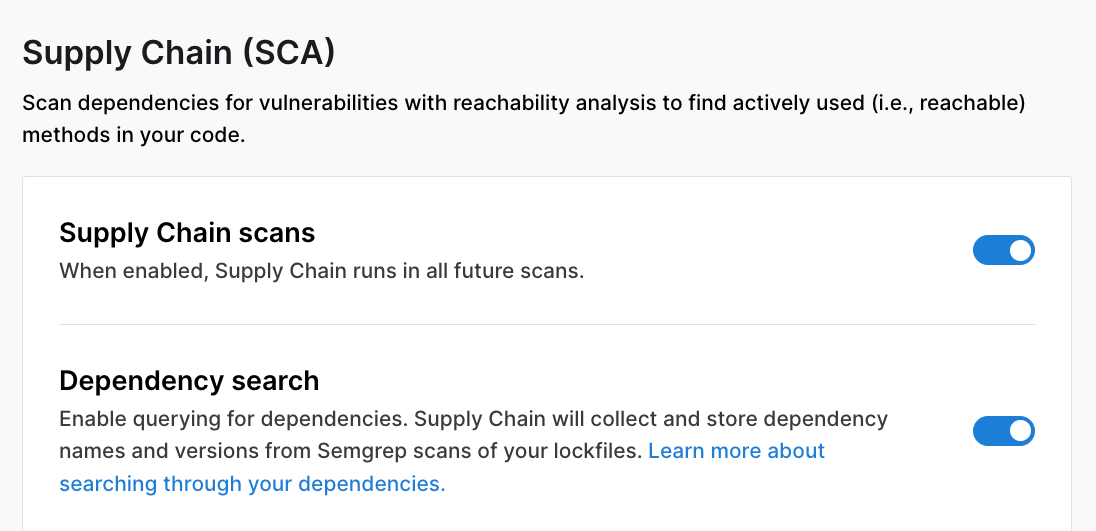 Supply Chain (SCA)
Scan dependencies for vulnerabilities with reachability analysis to find actively used (i.e., reachable)
methods in your code.
Supply Chain scans
When enabled, Supply Chain runs in all future scans.
Dependency search
Enable querying for dependencies. Supply Chain will collect and store dependency
names and versions from Semgrep scans of your lockfiles. Learn more about
searching through your dependencies.